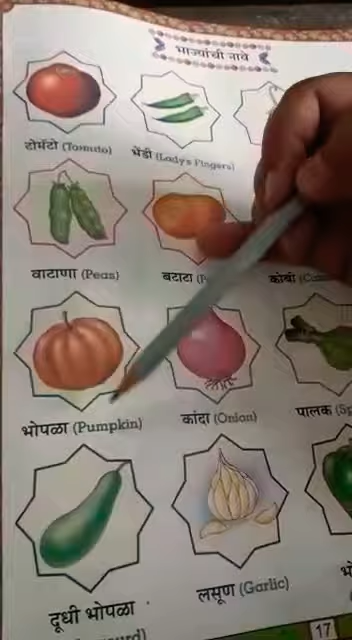 भाज्यांची नावे
टोमॅटो (Tomato) भेंडी (Lady's Fingers)
वाटाणा (Peas) बटाटा कोबी
भोपळा (Pumpkin) कांदा (Onion) पालक
दूधी भोपळा लसूण (Garlic)
17